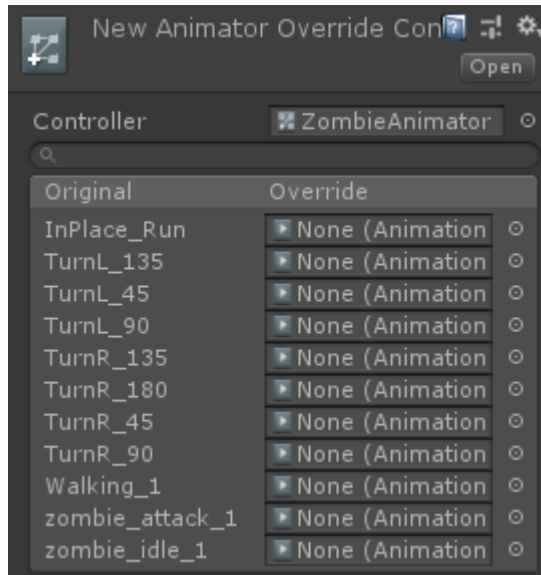 New Animator Override Con
Open
Controller ZombieAnimator
Original Override
InPlace_Run None (Animation
TurnL_135 None (Animation
TurnL_45 None (Animation
TurnL_90 None (Animation
TurnR_135 None (Animation
TurnR_180 None (Animation
TurnR_45 None (Animation
TurnR_90 None (Animation
Walking_1 None (Animation
zombie_attack_1 None (Animation
zombie_idle_1 None (Animation